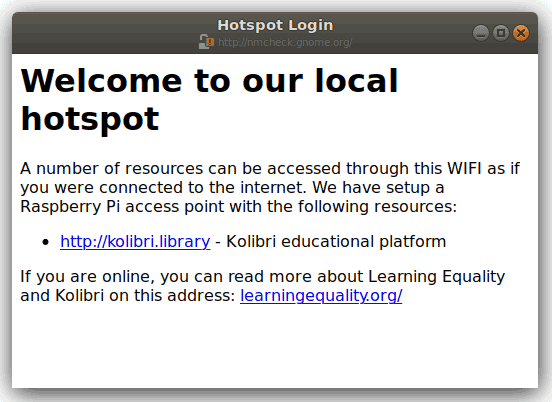 Hotspot Login
http://nmcheck.gnome.org/
Welcome to our local
hotspot
A number of resources can be accessed through this WIFI as if
you were connected to the internet. We have setup a
Raspberry Pi access point with the following resources:
• http://kolibri.library - Kolibri educational platform
If you are online, you can read more about Learning Equality
and Kolibri on this address: learningequality.org/